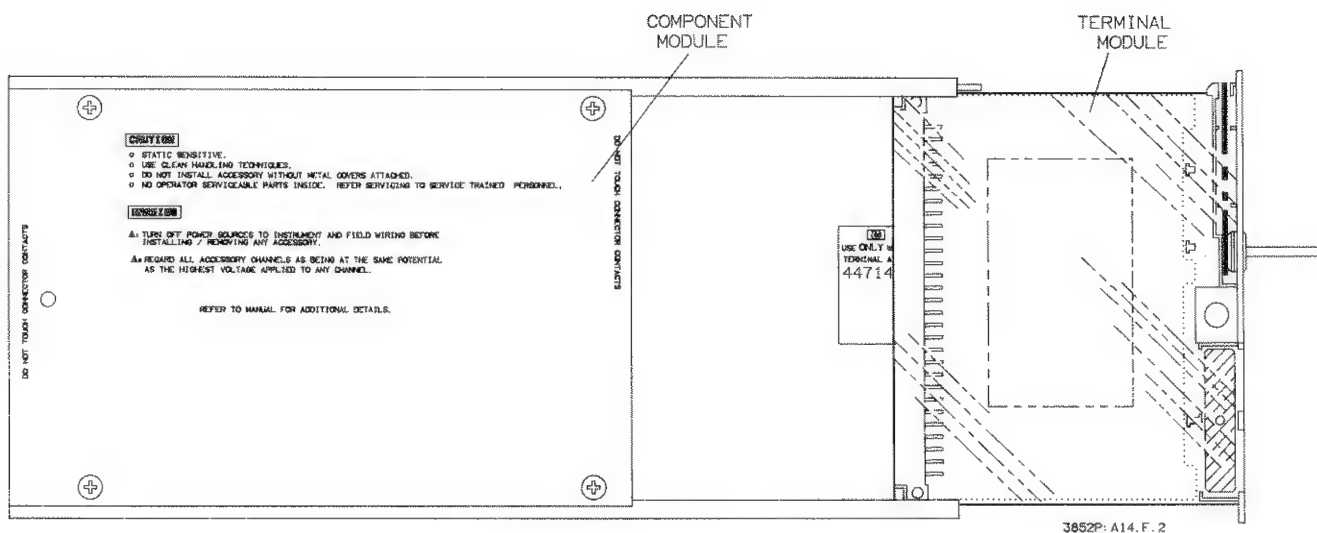 COMPONENT
MODULE
TERMINAL
MODULE
CAUTION
o STATIC SENSITIVE.
o USE CLEAN HANDLING TECHNIQUES.
o DO NOT INSTALL ACCESSORY WITHOUT METAL COVERS ATTACHED.
o NO OPERATOR SERVICEABLE PARTS INSIDE. REFER SERVICING TO SERVICE TRAINED PERSONNEL.
TURN OFF POWER SOURCES TO INSTRUMENT AND FIELD WIRING BEFORE
INSTALLING / REMOVING ANY ACCESSORY.
REGARD ALL ACCESSORY CHANNELS AS BEING AT THE SAME POTENTIAL
AS THE HIGHEST VOLTAGE APPLIED TO ANY CHANNEL.
REFER TO MANUAL FOR ADDITIONAL DETAILS.
DO NOT TOUCH CONNECTOR CONTACTS
DO NOT TOUCH CONNECTOR CONTACTS
USE ONLY W
TERMINAL A
44714
3852P:A14.F.2